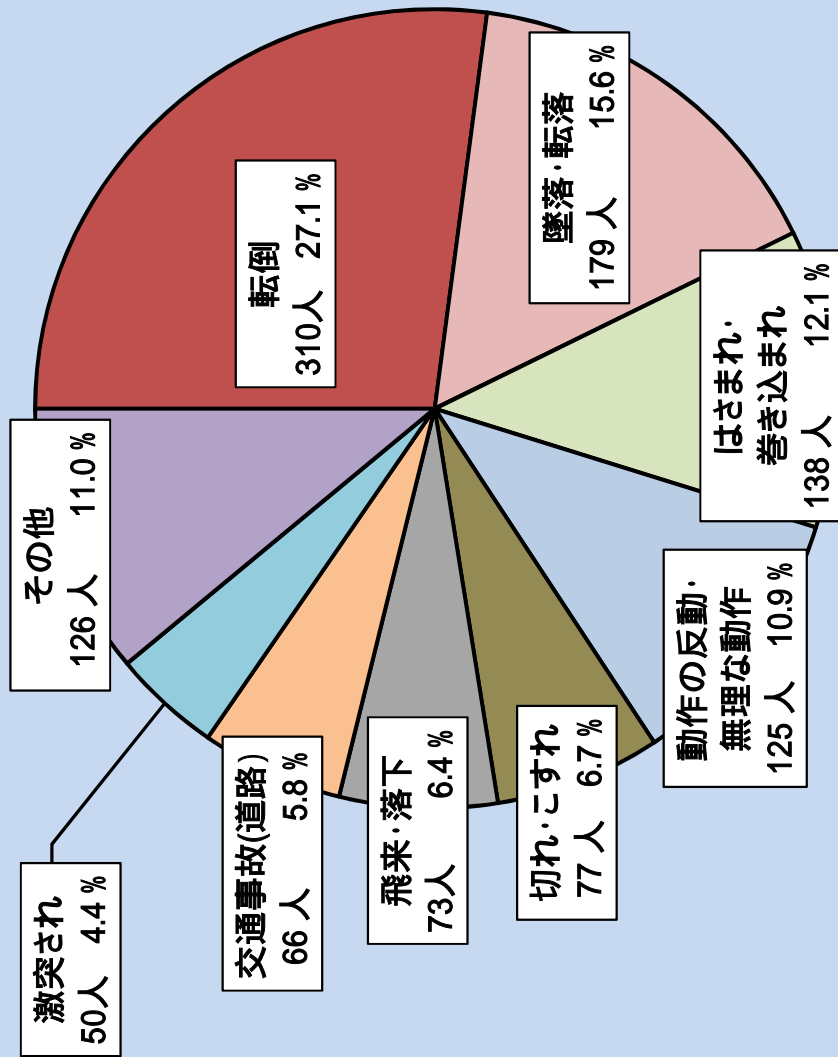 転倒
310人 27.1 %
墜落・転落
179 人 15.6 %
はさまれ・
巻き込まれ
138 人 12.1 %
動作の反動・
無理な動作
125 人 10.9 %
切れ・こすれ
77 人 6.7 %
飛来・落下
73人 6.4 %
交通事故(道路)
66 人 5.8 %
激突され
50人 4.4 %
その他
126 人 11.0 %